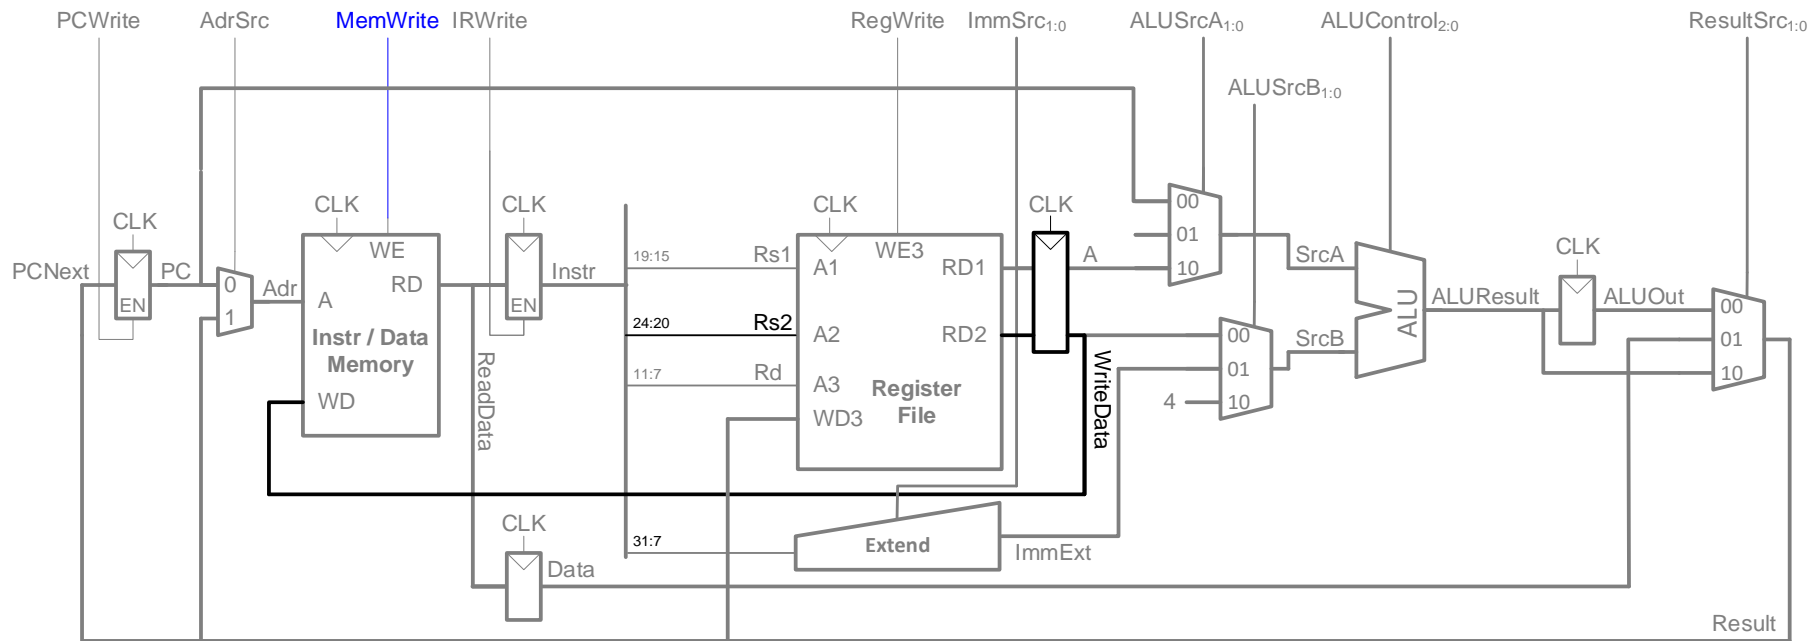 PCWrite AdrSrc MemWrite IRWrite RegWrite ImmSrc1:0 ALUSrcA1:0 ALUControl2:0 ResultSrc1:0
ALUSrcB1:0
CLK CLK CLK CLK CLK
00
WE WE3
01 SrcA CLK
PCNext PC Instr 19:15 Rs1 A1 RD1 A 10
EN 0 Adr A RD EN
1 ALU ALUResult ALUOut 00
Instr / Data
Memory
24:20 Rs2 A2 RD2 00 SrcB 01
ReadData
11:7 Rd A3 WriteData 01 10
Register
File
WD WD3 4 10
CLK
31:7 Extend ImmExt
Data
Result